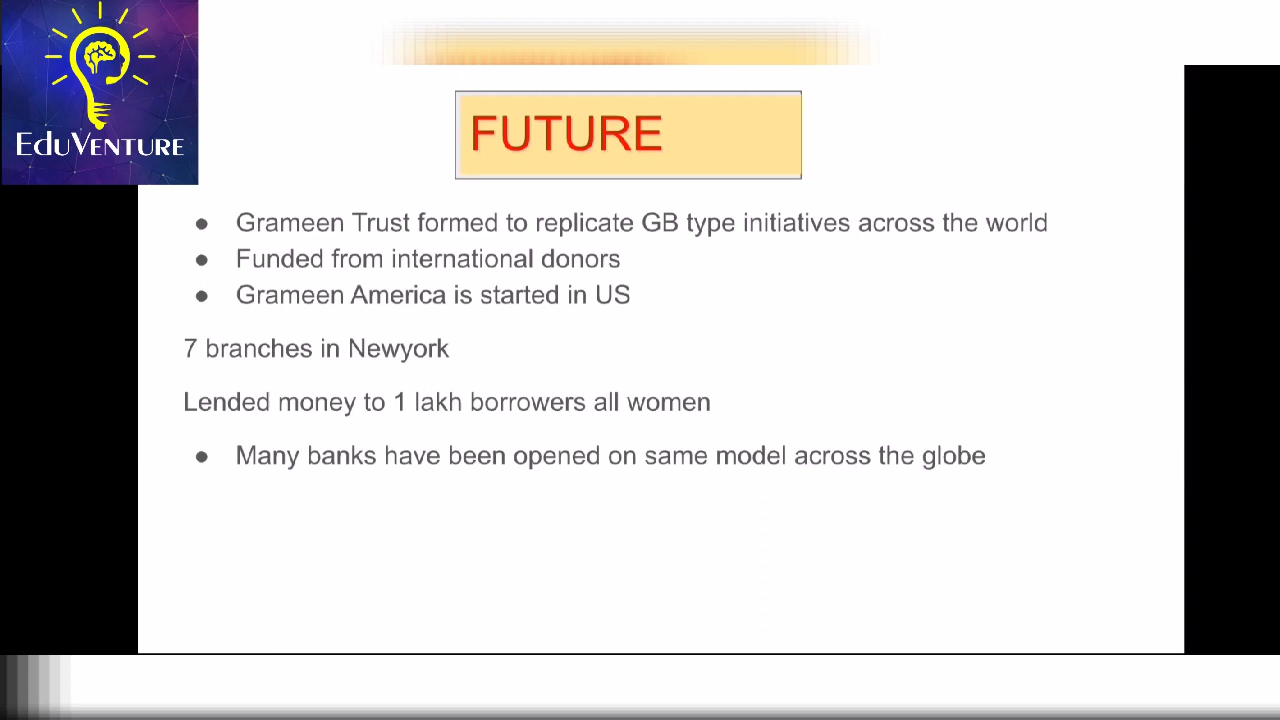 EduVenture
FUTURE
● Grameen Trust formed to replicate GB type initiatives across the world
● Funded from international donors
● Grameen America is started in US
7 branches in Newyork
Lended money to 1 lakh borrowers all women
● Many banks have been opened on same model across the globe